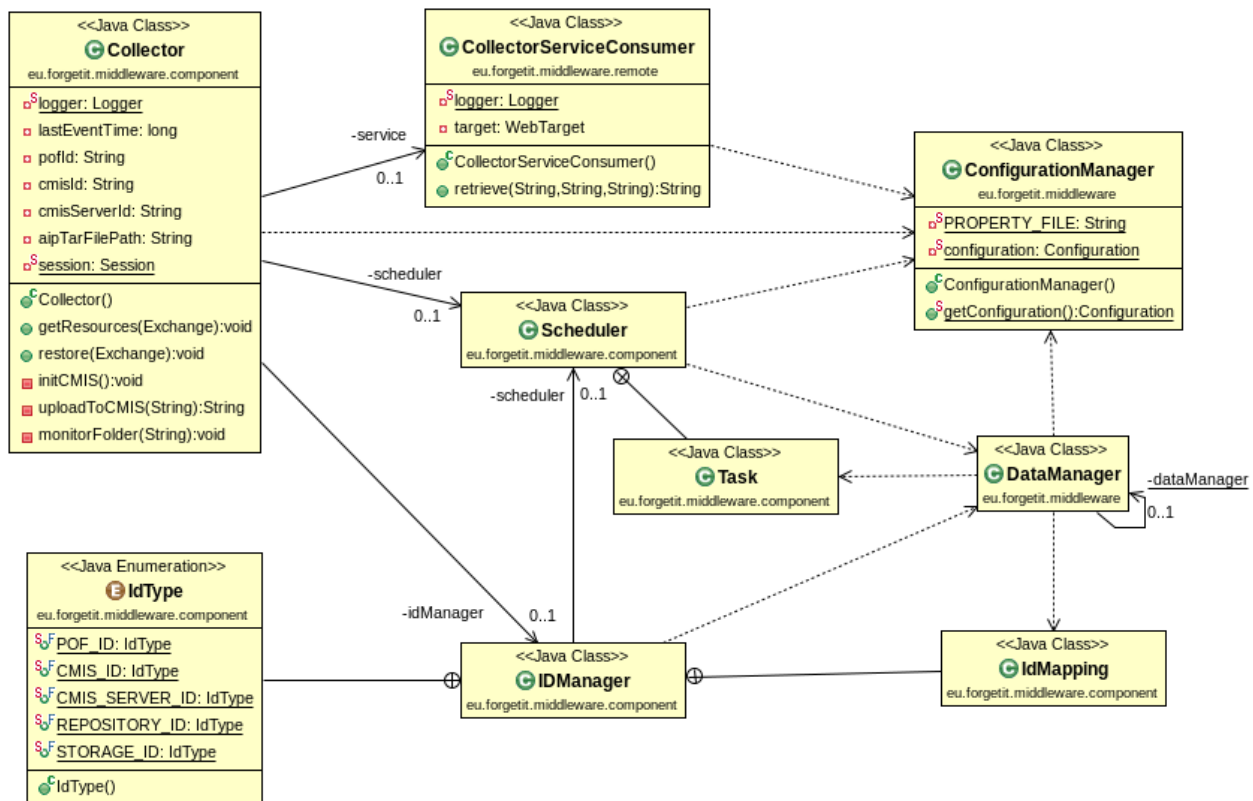 <<Java Class>>
Collector
eu.forgetit.middleware.component
logger: Logger
lastEventTime: long
pofId: String
cmisId: String
cmisServerId: String
aipTarFilePath: String
session: Session
Collector()
getResources(Exchange):void
restore(Exchange):void
initCMIS():void
uploadToCMIS(String):String
monitorFolder(String):void
<<Java Class>>
CollectorServiceConsumer
eu.forgetit.middleware.remote
logger: Logger
target: WebTarget
CollectorServiceConsumer()
retrieve(String,String,String):String
-service
0..1
<<Java Class>>
ConfigurationManager
eu.forgetit.middleware
PROPERTY_FILE: String
configuration: Configuration
ConfigurationManager()
getConfiguration():Configuration
-scheduler
0..1
<<Java Class>>
Scheduler
eu.forgetit.middleware.component
-scheduler
0..1
<<Java Class>>
Task
eu.forgetit.middleware.component
<<Java Class>>
DataManager
eu.forgetit.middleware
-dataManager
0..1
<<Java Enumeration>>
IdType
eu.forgetit.middleware.component
POF_ID: IdType
CMIS_ID: IdType
CMIS_SERVER_ID: IdType
REPOSITORY_ID: IdType
STORAGE_ID: IdType
IdType()
-idManager
0..1
<<Java Class>>
IDManager
eu.forgetit.middleware.component
<<Java Class>>
IdMapping
eu.forgetit.middleware.component